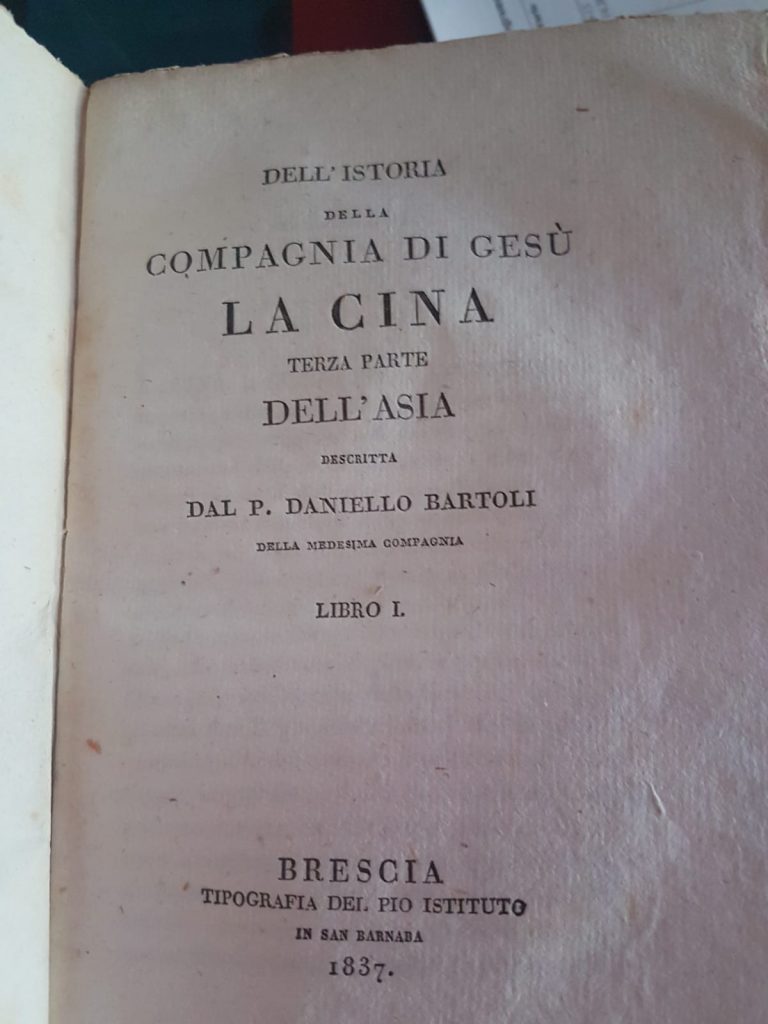 DELL'ISTORIA
DELLA
COMPAGNIA DI GESÙ
LA CINA
TERZA PARTE
DELL'ASIA
DESCRITTA
DAL P. DANIELLO BARTOLI
DELLA MEDESIMA COMPAGNIA
LIBRO I.
BRESCIA
TIPOGRAFIA DEL PIO ISTITUTO
IN SAN BARNABA
1837.